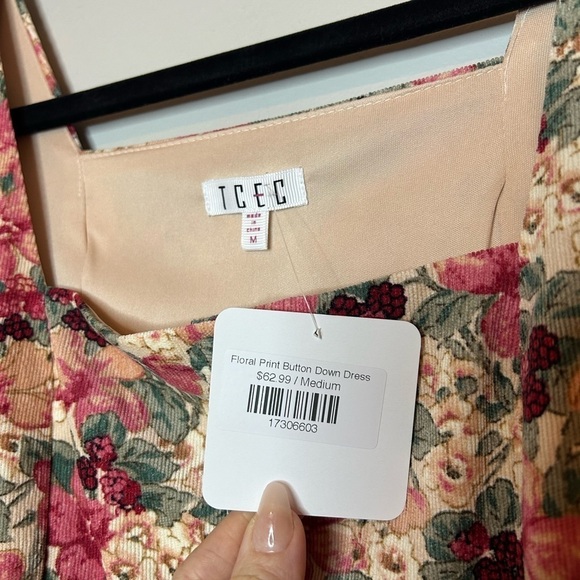 TCEC
made
in
china
M
Floral Print Button Down Dress
$62.99 / Medium
17306603